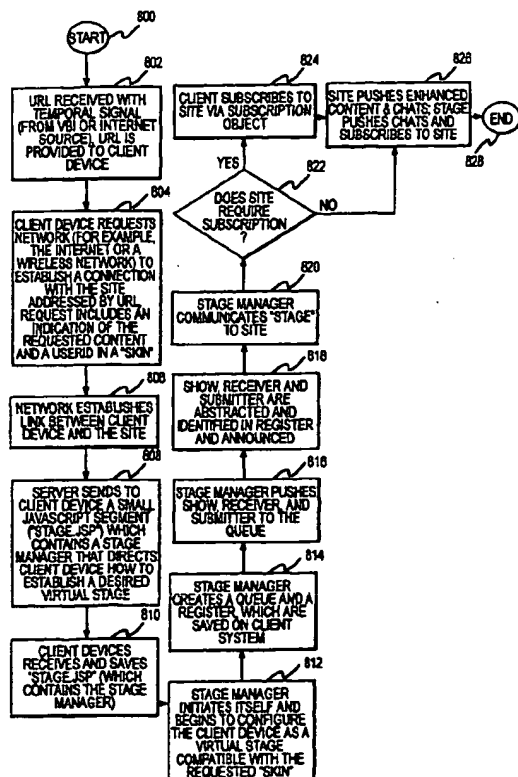 800
START
802
URL RECEIVED WITH
TEMPORAL SIGNAL
(FROM VBI OR INTERNET
SOURCE), URL IS
PROVIDED TO CLIENT
DEVICE
804
CLIENT DEVICE REQUESTS
NETWORK (FOR EXAMPLE,
THE INTERNET OR A
WIRELESS NETWORK) TO
ESTABLISH A CONNECTION
WITH THE SITE
ADDRESSED BY URL,
REQUEST INCLUDES AN
INDICATION OF THE
REQUESTED CONTENT
AND A USERID IN A "SKIN"
806
NETWORK ESTABLISHES
LINK BETWEEN CLIENT
DEVICE AND THE SITE
808
SERVER SENDS TO
CLIENT DEVICE A SMALL
JAVASCRIPT SEGMENT
("STAGE.JSP") WHICH
CONTAINS A STAGE
MANAGER THAT DIRECTS
CLIENT DEVICE HOW TO
ESTABLISH A DESIRED
VIRTUAL STAGE
810
CLIENT DEVICES
RECEIVES AND SAVES
"STAGE.JSP" (WHICH
CONTAINS THE STAGE
MANAGER)
812
STAGE MANAGER
INITIATES ITSELF AND
BEGINS TO CONFIGURE
THE CLIENT DEVICE AS A
VIRTUAL STAGE
COMPATIBLE WITH THE
REQUESTED "SKIN"
814
STAGE MANAGER
CREATES A QUEUE AND A
REGISTER, WHICH ARE
SAVED ON CLIENT
SYSTEM
816
STAGE MANAGER PUSHES
SHOW, RECEIVER, AND
SUBMITTER TO THE
QUEUE
818
SHOW, RECEIVER AND
SUBMITTER ARE
ABSTRACTED AND
IDENTIFIED IN REGISTER
AND ANNOUNCED
820
STAGE MANAGER
COMMUNICATES "STAGE"
TO SITE
822
DOES SITE
REQUIRE
SUBSCRIPTION
?
YES
NO
824
CLIENT SUBSCRIBES TO
SITE VIA SUBSCRIPTION
OBJECT
826
SITE PUSHES ENHANCED
CONTENT & CHATS; STAGE
PUSHES CHATS AND
SUBSCRIBES TO SITE
END
828